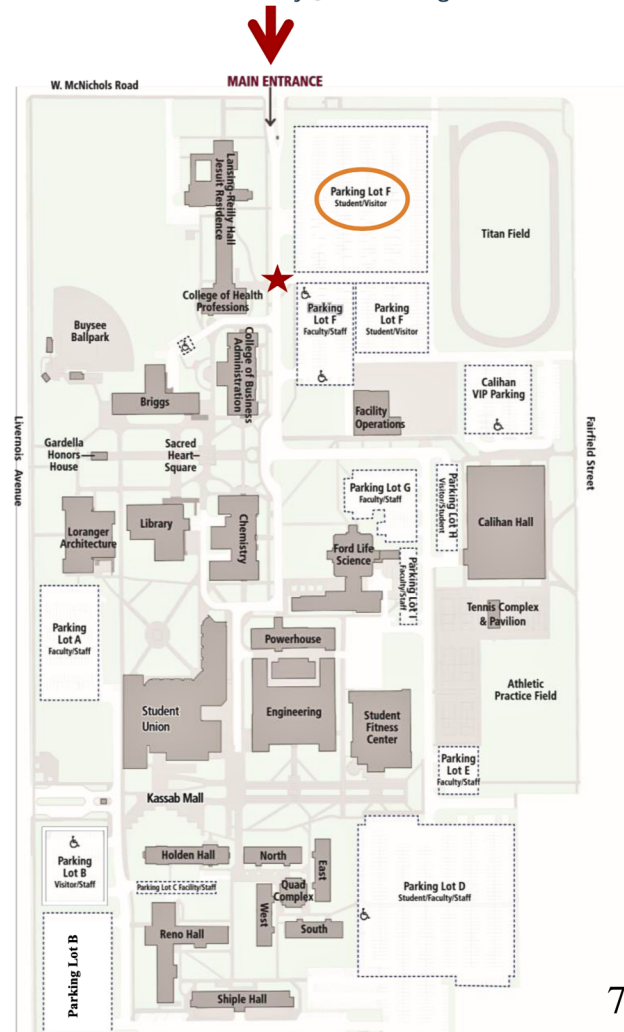 MAIN ENTRANCE
W. McNichols Road
Lansing-Reilly Hall
Jesuit Residence
Parking Lot F
Student/Visitor
Titan Field
College of Health
Professions
Parking
Lot F
Faculty/Staff
Parking
Lot F
Student/Visitor
Buysee
Ballpark
College of Business
Administration
Calihan
VIP Parking
Briggs
Facility
Operations
Livernois Avenue
Fairfield Street
Gardella
Honors
House
Sacred
Heart
Square
Parking Lot G
Faculty/Staff
Parking Lot H
Visitor/Student
Calihan Hall
Loranger
Architecture
Library
Chemistry
Ford Life
Science
Parking Lot I
Faculty/Staff
Parking
Lot A
Faculty/Staff
Tennis Complex
& Pavilion
Powerhouse
Athletic
Practice Field
Student
Union
Engineering
Student
Fitness
Center
Parking
Lot E
Faculty/Staff
Kassab Mall
Parking
Lot B
Visitor/Staff
Holden Hall
North
East
Parking Lot C Facility/Staff
Quad
Complex
Parking Lot D
Student/Faculty/Staff
West
Reno Hall
South
Parking Lot B
Shiple Hall
7